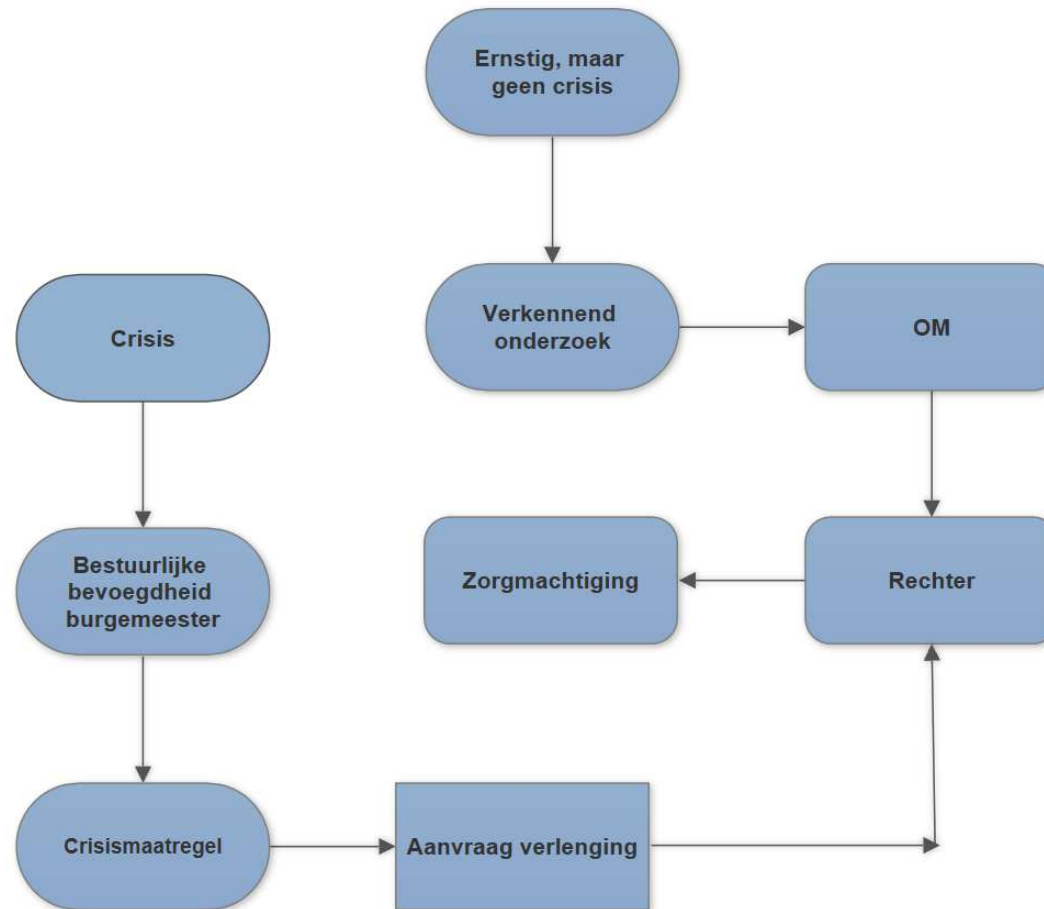 Ernstig, maar
geen crisis
Verkennend
onderzoek
OM
Crisis
Bestuurlijke
bevoegdheid
burgemeester
Zorgmachtiging
Rechter
Crisismaatregel
Aanvraag verlenging